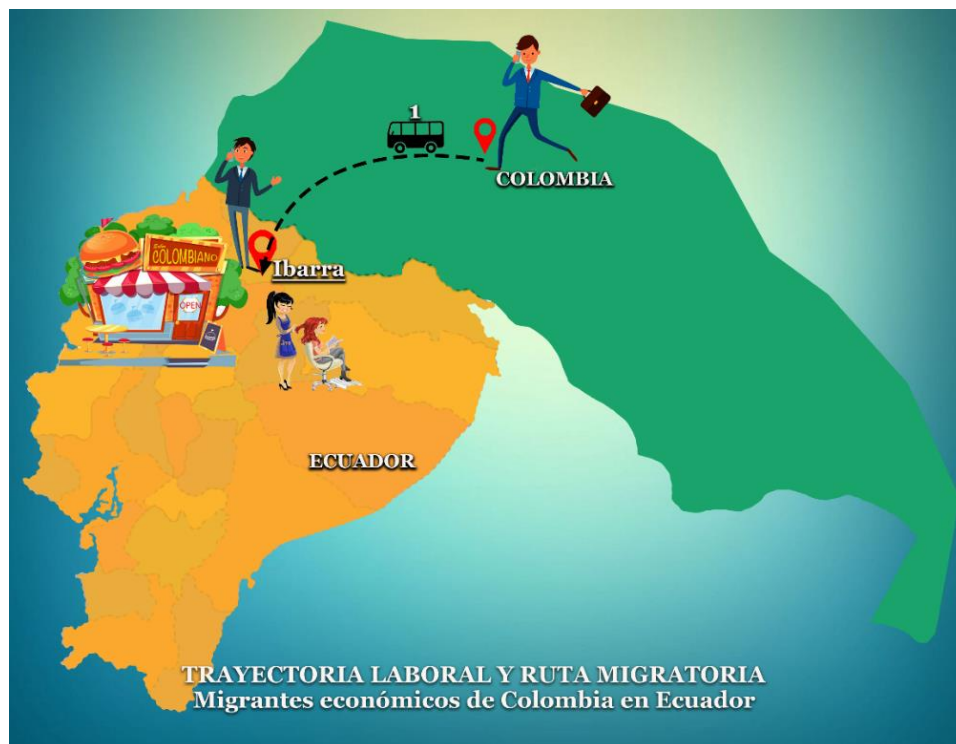 1
COLOMBIA
COLOMBIANO
OPEN
Ibarra
ECUADOR
TRAYECTORIA LABORAL Y RUTA MIGRATORIA
Migrantes económicos de Colombia en Ecuador